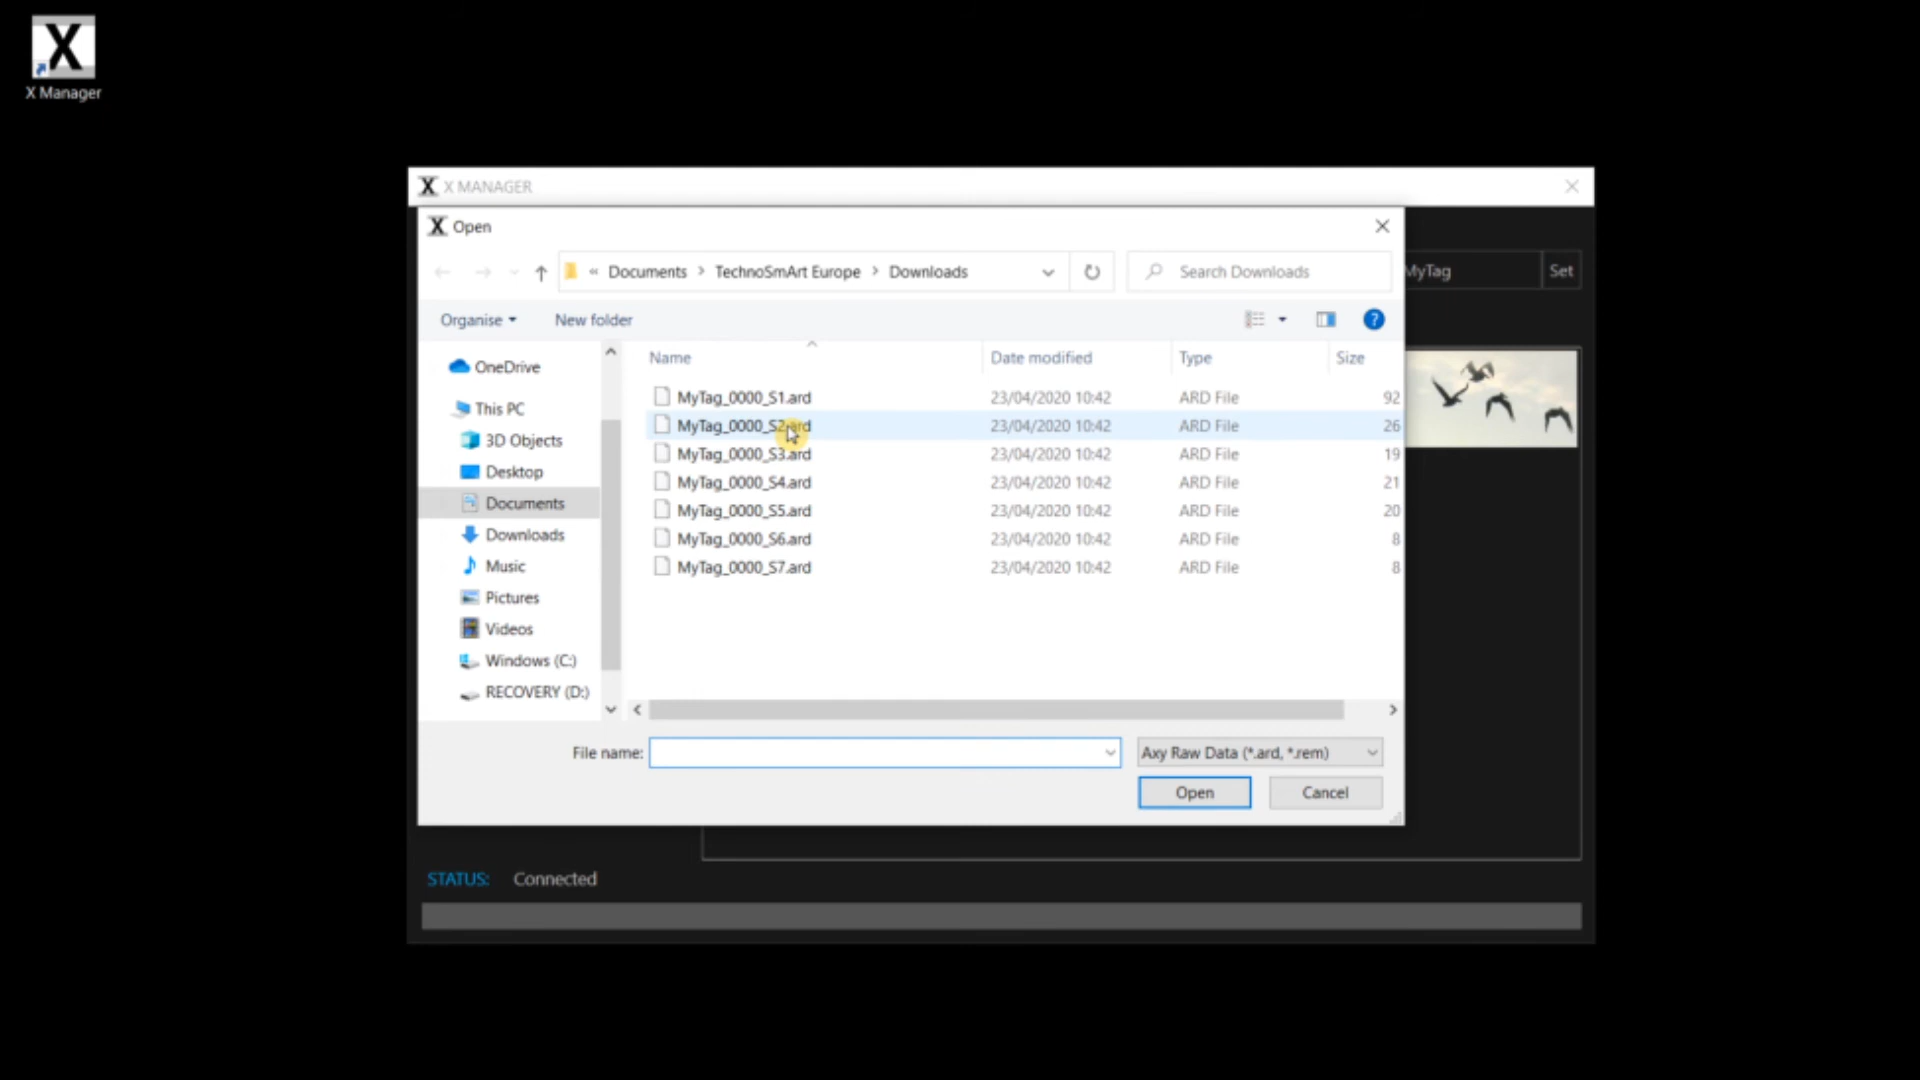 X
X Manager
X X MANAGER
X Open
« Documents > TechnoSmArt Europe > Downloads
Search Downloads
MyTag
Set
Organise
New folder
?
Name
Date modified
Type
Size
OneDrive
This PC
3D Objects
Desktop
Documents
Downloads
Music
Pictures
Videos
Windows (C:)
RECOVERY (D:)
MyTag_0000_S1.ard 23/04/2020 10:42 ARD File 92
MyTag_0000_S2.ard 23/04/2020 10:42 ARD File 26
MyTag_0000_S3.ard 23/04/2020 10:42 ARD File 19
MyTag_0000_S4.ard 23/04/2020 10:42 ARD File 21
MyTag_0000_S5.ard 23/04/2020 10:42 ARD File 20
MyTag_0000_S6.ard 23/04/2020 10:42 ARD File 8
MyTag_0000_S7.ard 23/04/2020 10:42 ARD File 8
File name:
Axy Raw Data (*.ard, *.rem)
Open
Cancel
STATUS: Connected